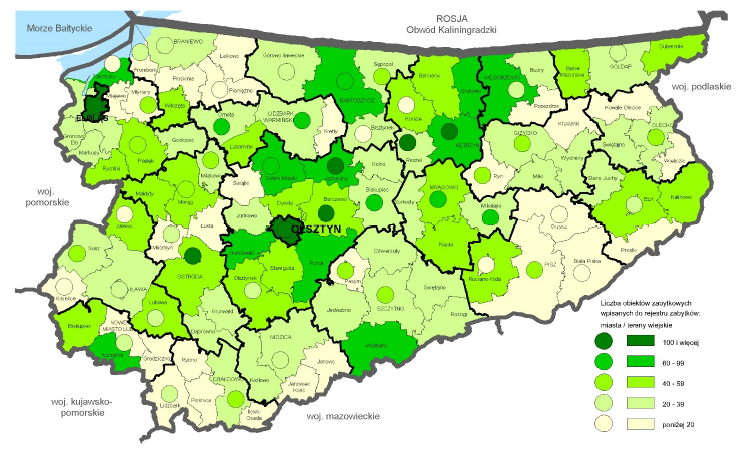 ROSJA
Obwód Kaliningradzki
Morze Bałtyckie
woj. podlaskie
woj.
pomorskie
woj. kujawsko-
pomorskie
woj. mazowieckie
BRANIEWO
Lelkowo
Frombork
Płoskinia
Pieniężno
Młynary
Wilczęta
Górowo Iławeckie
BARTOSZYCE
Sępopol
Barciany
Srokowo
WĘGORZEWO
Budry
Pozezdrze
Banie
Mazurskie
GOŁDAP
Dubeninki
Kowale Oleckie
OLECKO
Świętajno
Wieliczki
Kruklanki
GIŻYCKO
Wydminy
Miłki
Ryn
Stare Juchy
EŁK
Kalinowo
Prostki
ELBLĄG
Gronowo
Elb.
Markusy
Rychliki
Pasłęk
Godkowo
Orneta
LIDZBARK
WARMIŃSKI
Kiwity
Bisztynek
Korsze
KĘTRZYN
Reszel
Lubomino
Dobre Miasto
Jeziorany
Kolno
Biskupiec
Świątki
Miłakowo
Morąg
Małdyty
Zalewo
Łukta
Miłomłyn
OSTRÓDA
Jonkowo
Dywity
Barczewo
OLSZTYN
Gietrzwałd
Stawiguda
Purda
Olsztynek
Sorkwity
MRĄGOWO
Mikołajki
Piecki
Ruciane-Nida
Orzysz
PISZ
Biała Piska
Dźwierzuty
Pasym
SZCZYTNO
Świętajno
Jedwabno
Rozogi
Wielbark
Susz
Kisielice
IŁAWA
Lubawa
Grunwald
Dąbrówno
Biskupiec
NOWE
MIASTO LUB.
Kurzętnik
Grodziczno
Rybno
Lidzbark
Płośnica
DZIAŁDOWO
Iłowo-
Osada
NIDZICA
Kozłowo
Janowo
Janowiec
Kośc.
Liczba obiektów zabytkowych
wpisanych do rejestru zabytków:
miasta / tereny wiejskie
100 i więcej
60 - 99
40 - 59
20 - 39
poniżej 20